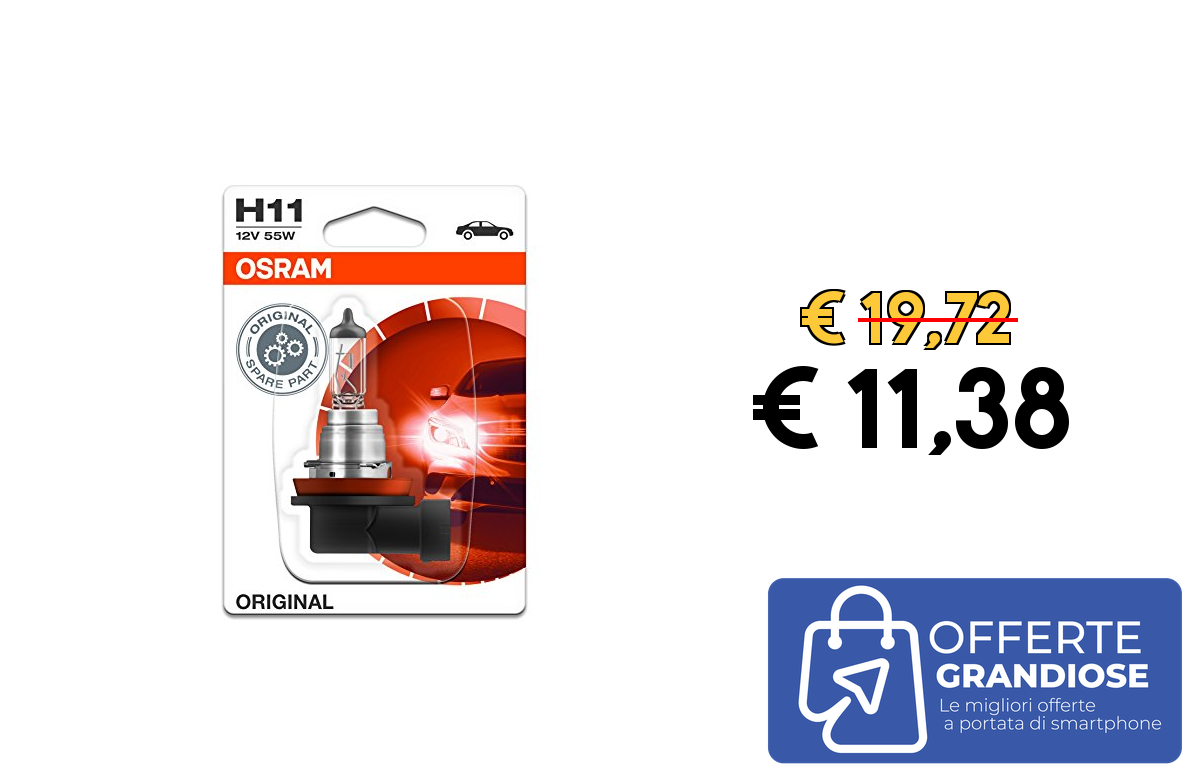 H11
12V 55W
OSRAM
ORIGINAL
SPARE PART
ORIGINAL
€ 19,72
€ 11,38
OFFERTE
GRANDIOSE
Le migliori offerte
a portata di smartphone